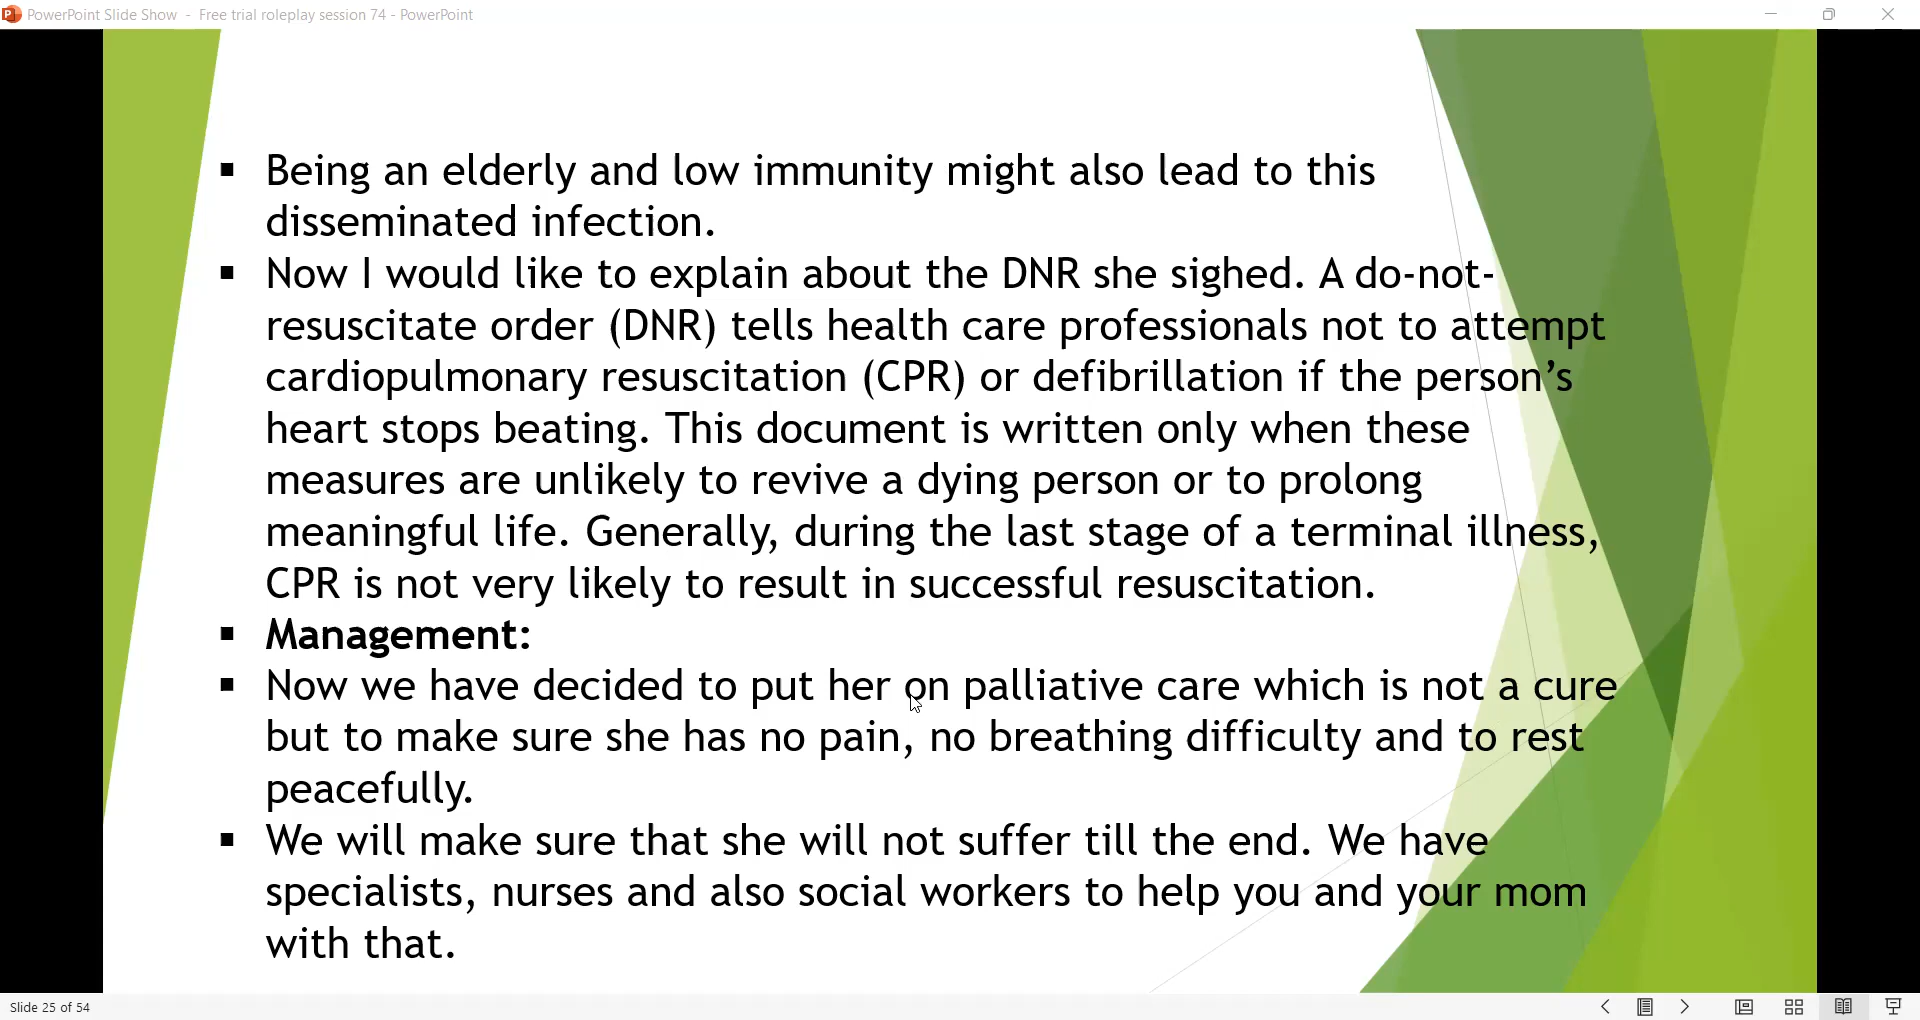 PowerPoint Slide Show - Free trial roleplay session 74 - PowerPoint
▪ Being an elderly and low immunity might also lead to this
disseminated infection.
▪ Now I would like to explain about the DNR she sighed. A do-not-
resuscitate order (DNR) tells health care professionals not to attempt
cardiopulmonary resuscitation (CPR) or defibrillation if the person’s
heart stops beating. This document is written only when these
measures are unlikely to revive a dying person or to prolong
meaningful life. Generally, during the last stage of a terminal illness,
CPR is not very likely to result in successful resuscitation.
▪ Management:
▪ Now we have decided to put her on palliative care which is not a cure
but to make sure she has no pain, no breathing difficulty and to rest
peacefully.
▪ We will make sure that she will not suffer till the end. We have
specialists, nurses and also social workers to help you and your mom
with that.
Slide 25 of 54